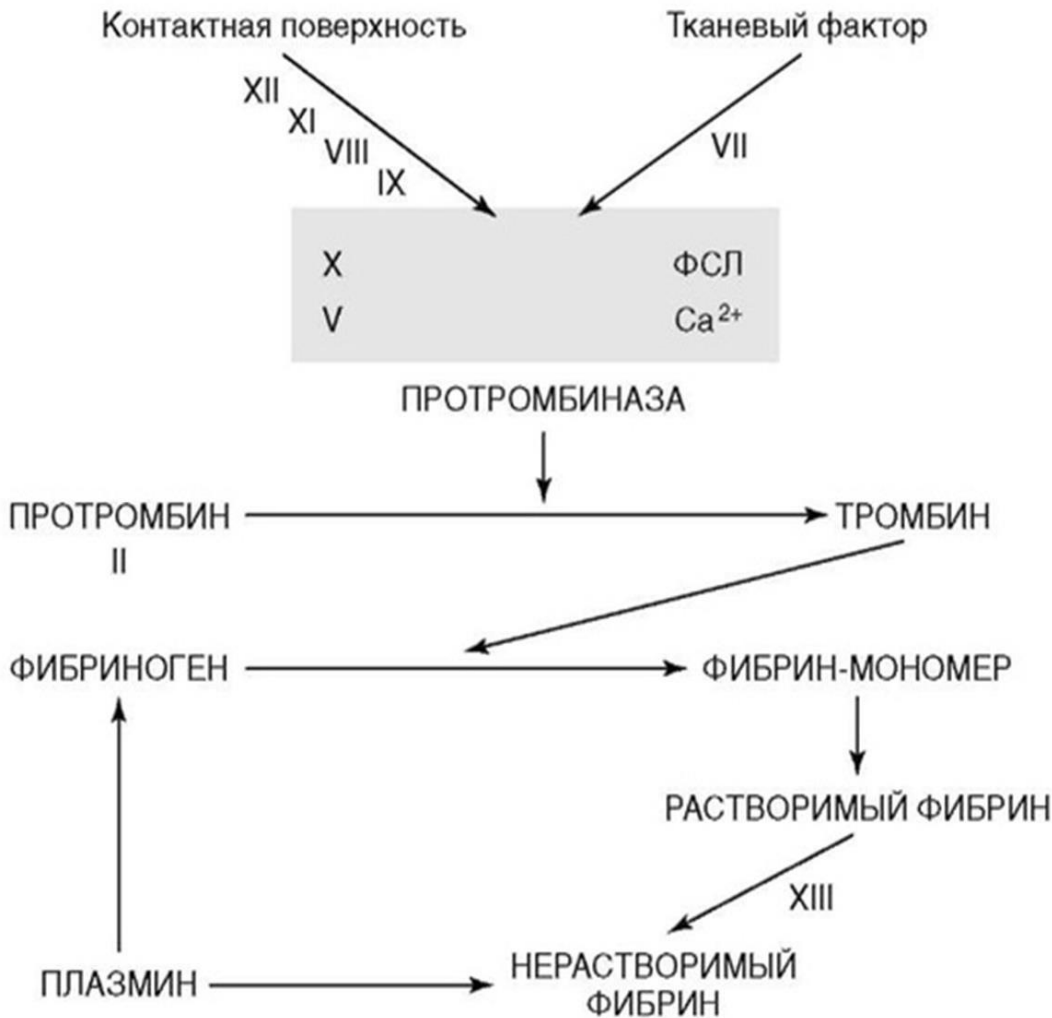 Контактная поверхность
Тканевый фактор
XII
XI
VIII
IX
VII
X
ФСЛ
V
Ca²⁺
ПРОТРОМБИНАЗА
ПРОТРОМБИН
ТРОМБИН
II
ФИБРИНОГЕН
ФИБРИН-МОНОМЕР
РАСТВОРИМЫЙ ФИБРИН
XIII
ПЛАЗМИН
НЕРАСТВОРИМЫЙ
ФИБРИН